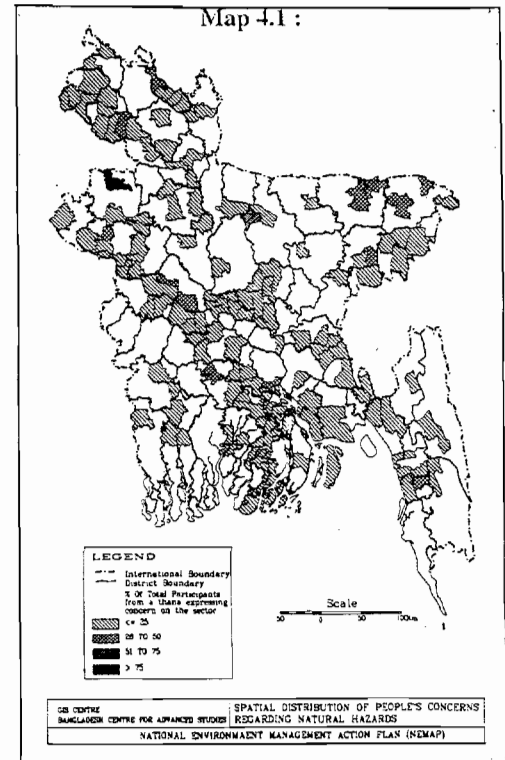 Map 4.1 :
LEGEND
International Boundary
District Boundary
% Of Total Participants
from a thana expressing
concern on the sector
<= 25
26 TO 50
51 TO 75
> 75
Scale
50 0 50 100km
GIS CENTRE
BANGLADESH CENTRE FOR ADVANCED STUDIES
SPATIAL DISTRIBUTION OF PEOPLE'S CONCERNS
REGARDING NATURAL HAZARDS
NATIONAL ENVIRONMAENT MANAGEMENT ACTION PLAN (NEMAP)